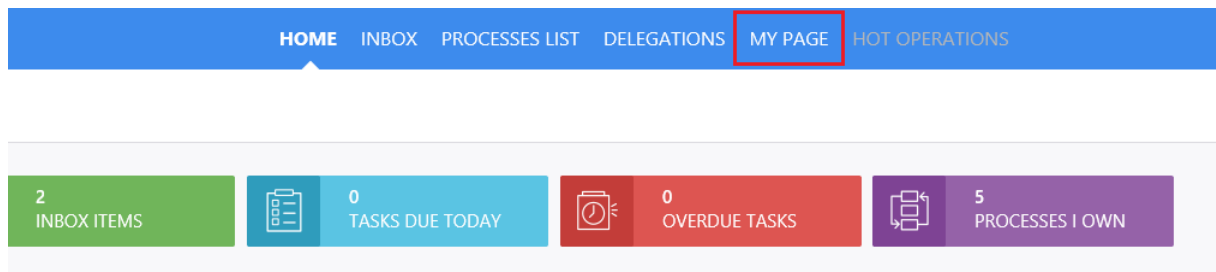 HOME INBOX PROCESSES LIST DELEGATIONS MY PAGE HOT OPERATIONS
2
INBOX ITEMS
0
TASKS DUE TODAY
0
OVERDUE TASKS
5
PROCESSES I OWN